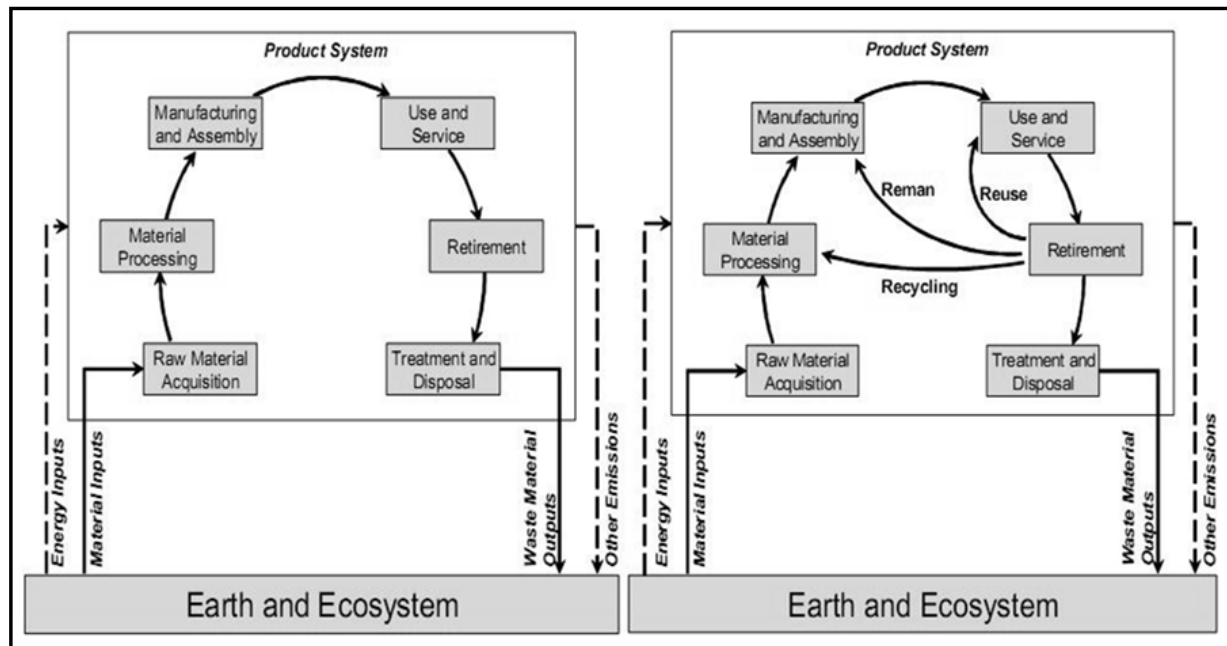 Product System
Manufacturing
and Assembly
Use and
Service
Material
Processing
Retirement
Raw Material
Acquisition
Treatment and
Disposal
Energy Inputs
Material Inputs
Waste Material
Outputs
Other Emissions
Earth and Ecosystem
Product System
Manufacturing
and Assembly
Use and
Service
Reman
Reuse
Material
Processing
Retirement
Recycling
Raw Material
Acquisition
Treatment and
Disposal
Energy Inputs
Material Inputs
Waste Material
Outputs
Other Emissions
Earth and Ecosystem